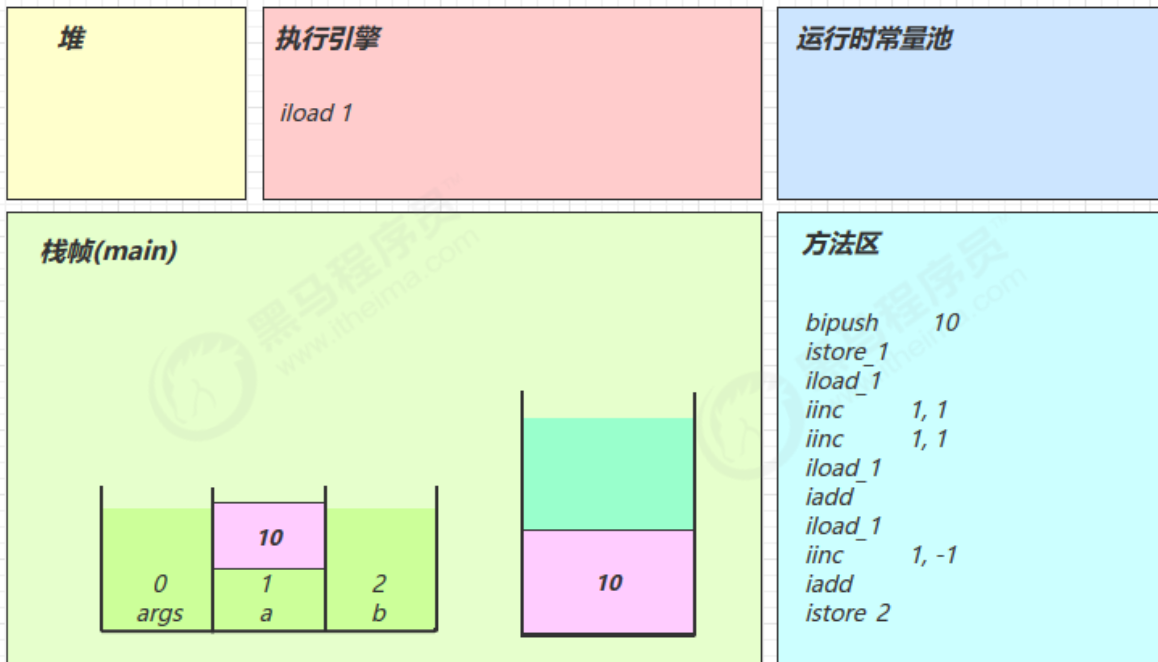 堆
执行引擎
iload 1
运行时常量池
栈帧(main)
10
0 1 2
args a b
10
方法区
bipush 10
istore_1
iload_1
iinc 1, 1
iinc 1, 1
iload_1
iadd
iload_1
iinc 1, -1
iadd
istore 2
黑马程序员
www.itheima.com
黑马程序员
www.itheima.com